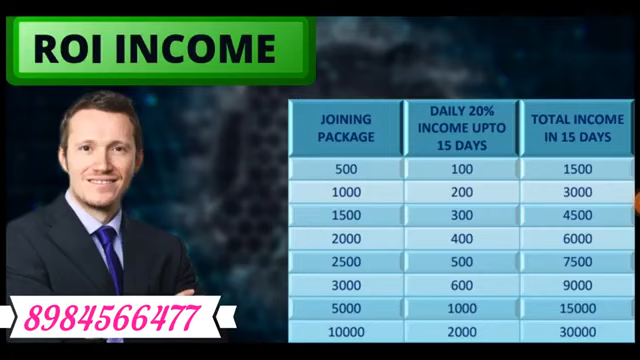 ROI INCOME
JOINING PACKAGE | DAILY 20% INCOME UPTO 15 DAYS | TOTAL INCOME IN 15 DAYS
500 | 100 | 1500
1000 | 200 | 3000
1500 | 300 | 4500
2000 | 400 | 6000
2500 | 500 | 7500
3000 | 600 | 9000
5000 | 1000 | 15000
10000 | 2000 | 30000
8984566477